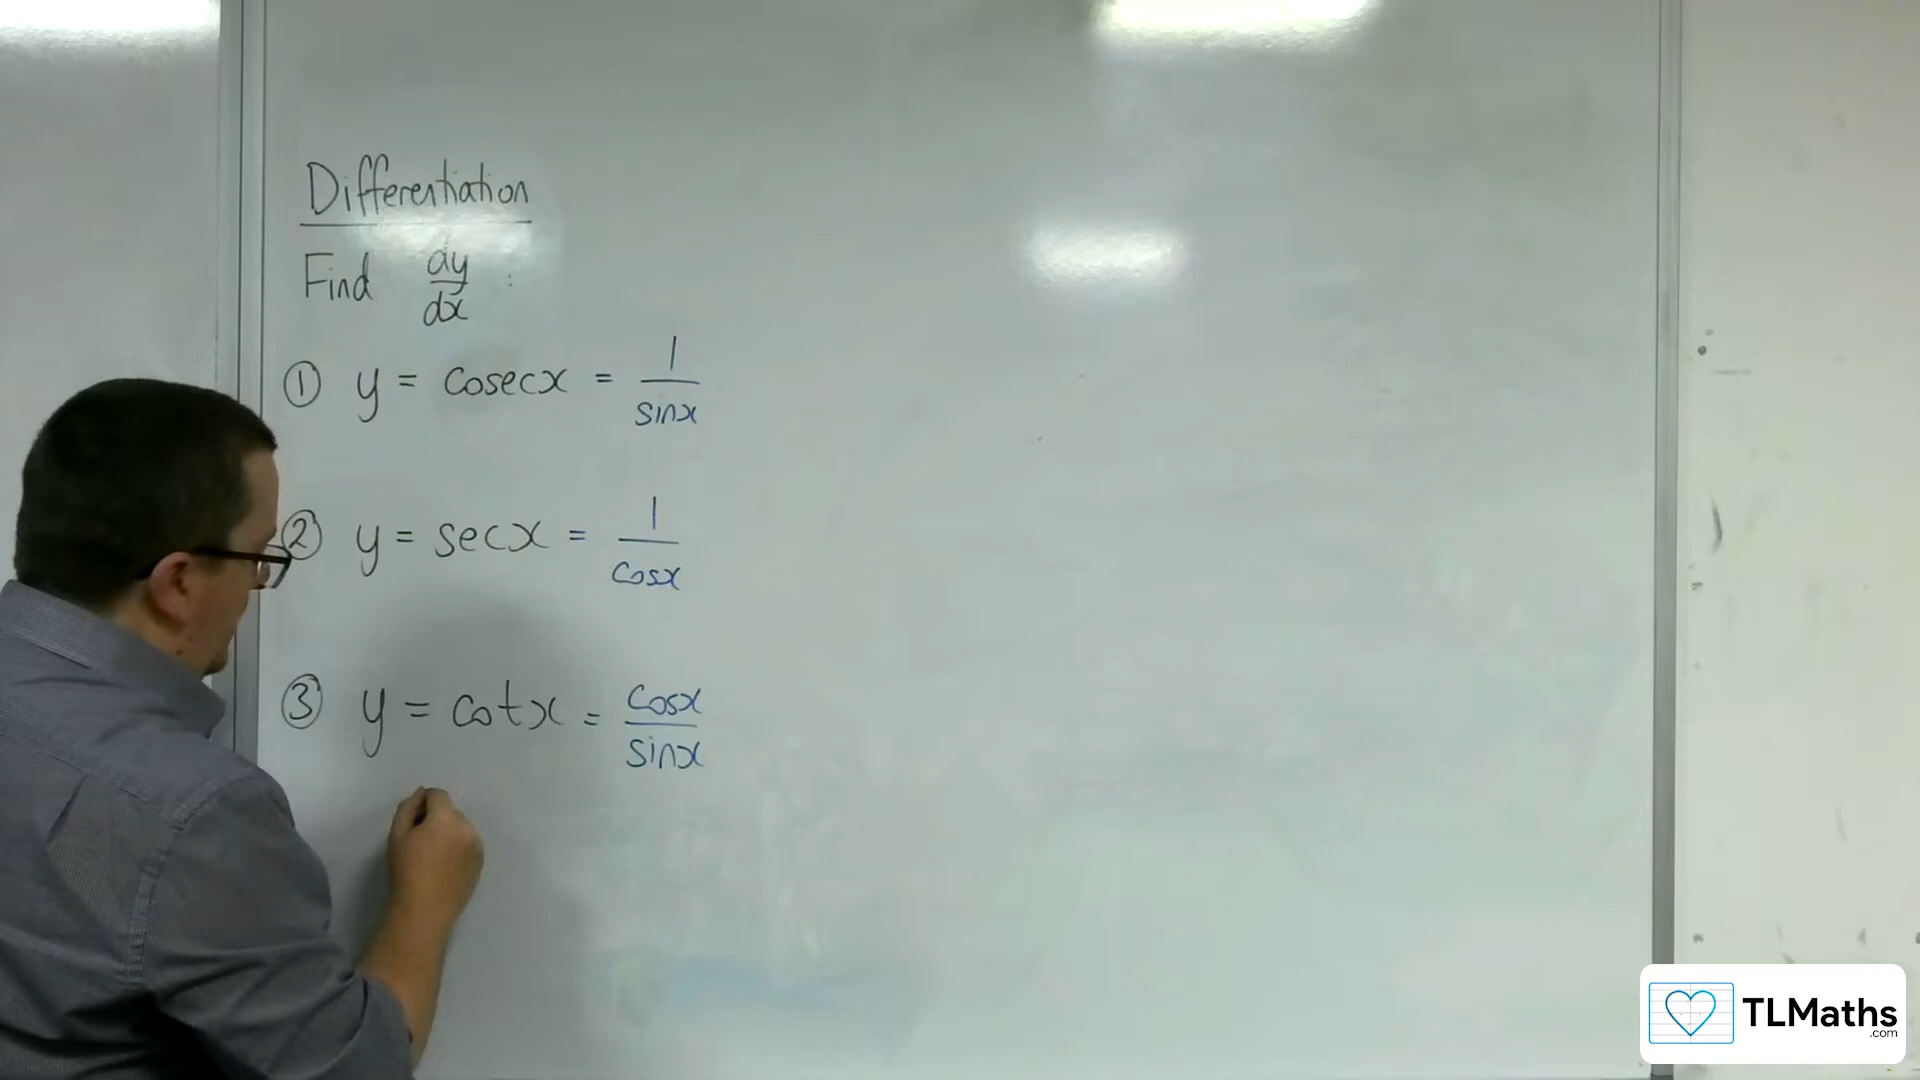 Differentiation
Find dy/dx :
① y = cosecx = 1/sinx
② y = secx = 1/cosx
③ y = cotx = cosx/sinx
TLMaths
.com